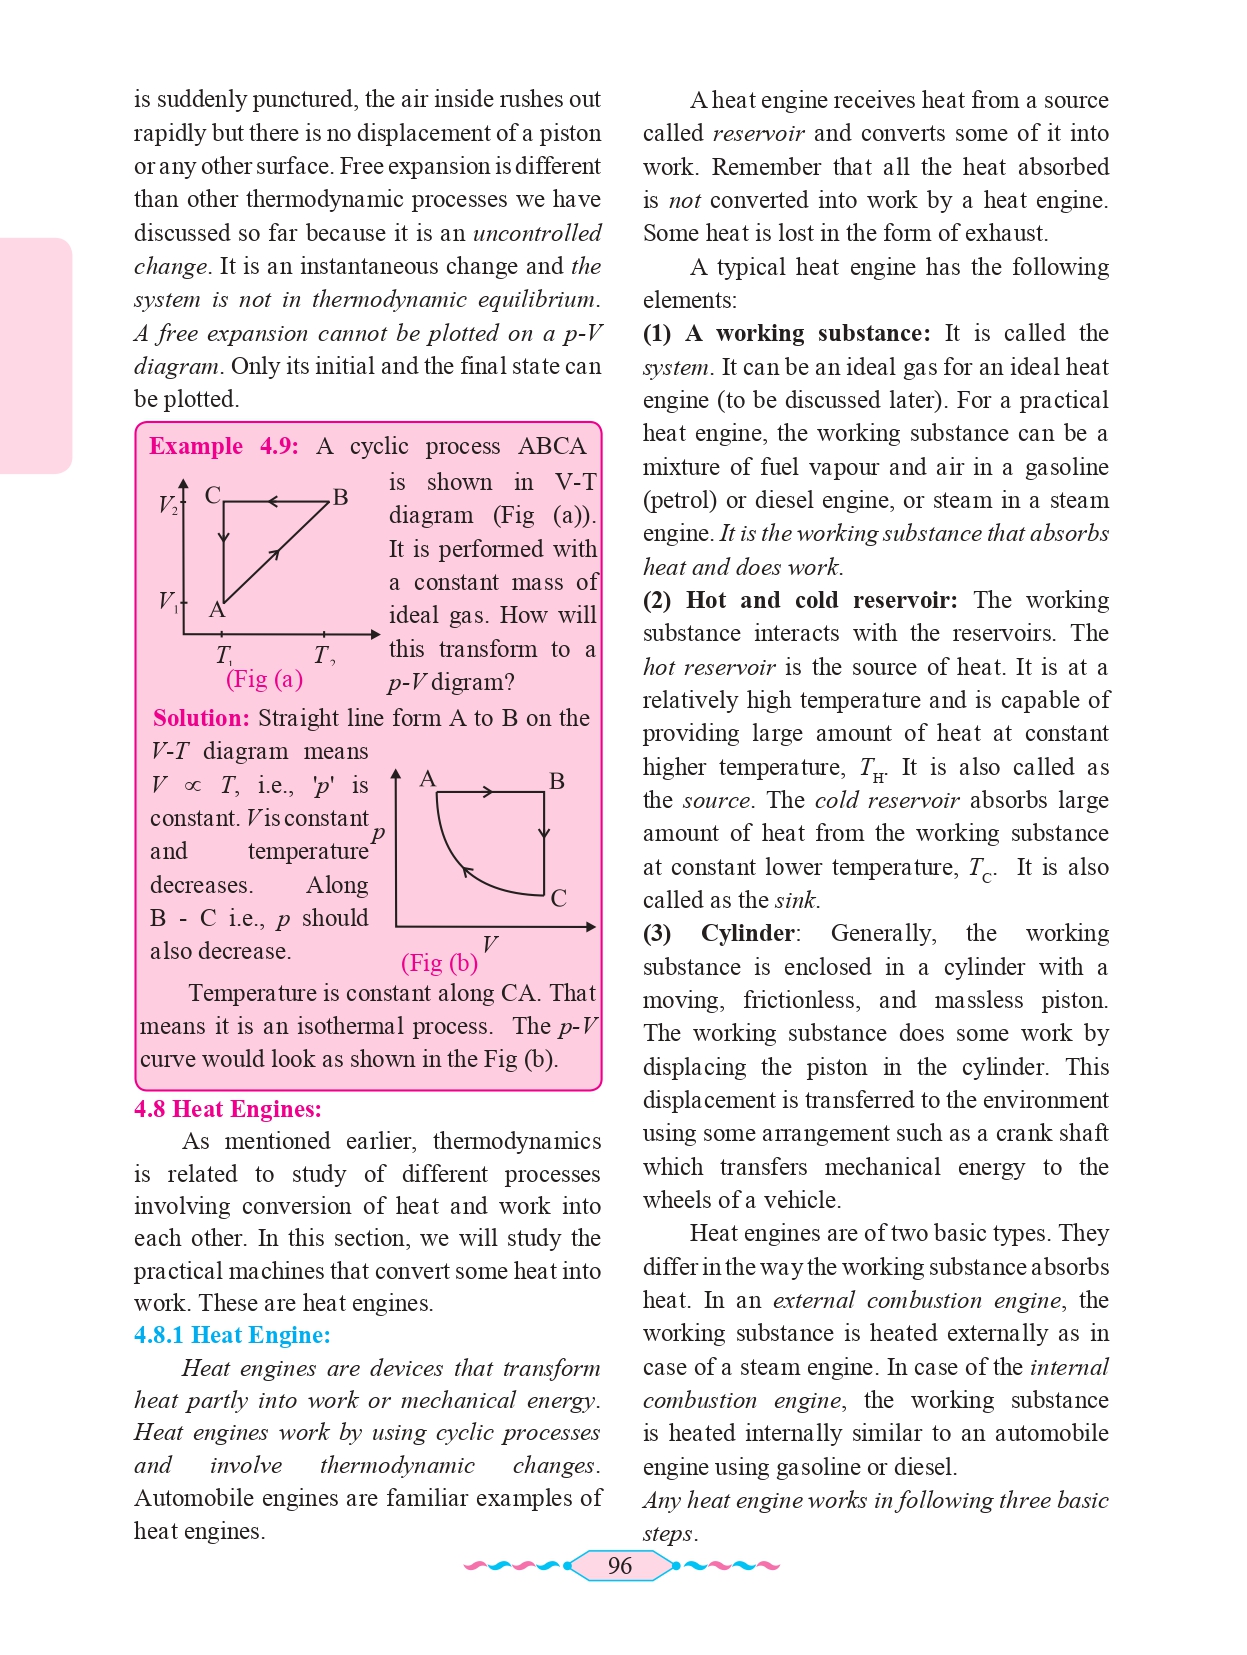 is suddenly punctured, the air inside rushes out
rapidly but there is no displacement of a piston
or any other surface. Free expansion is different
than other thermodynamic processes we have
discussed so far because it is an uncontrolled
change. It is an instantaneous change and the
system is not in thermodynamic equilibrium.
A free expansion cannot be plotted on a p-V
diagram. Only its initial and the final state can
be plotted.
Example 4.9: A cyclic process ABCA
is shown in V-T
diagram (Fig (a)).
It is performed with
a constant mass of
ideal gas. How will
this transform to a
p-V digram?
V₂
C
B
V₁
A
T₁
T₂
(Fig (a)
Solution: Straight line form A to B on the
V-T diagram means
V ∝ T, i.e., 'p' is
constant. V is constant
and temperature
decreases. Along
B - C i.e., p should
also decrease.
A
B
p
C
V
(Fig (b)
Temperature is constant along CA. That
means it is an isothermal process. The p-V
curve would look as shown in the Fig (b).
4.8 Heat Engines:
As mentioned earlier, thermodynamics
is related to study of different processes
involving conversion of heat and work into
each other. In this section, we will study the
practical machines that convert some heat into
work. These are heat engines.
4.8.1 Heat Engine:
Heat engines are devices that transform
heat partly into work or mechanical energy.
Heat engines work by using cyclic processes
and involve thermodynamic changes.
Automobile engines are familiar examples of
heat engines.
A heat engine receives heat from a source
called reservoir and converts some of it into
work. Remember that all the heat absorbed
is not converted into work by a heat engine.
Some heat is lost in the form of exhaust.
A typical heat engine has the following
elements:
(1) A working substance: It is called the
system. It can be an ideal gas for an ideal heat
engine (to be discussed later). For a practical
heat engine, the working substance can be a
mixture of fuel vapour and air in a gasoline
(petrol) or diesel engine, or steam in a steam
engine. It is the working substance that absorbs
heat and does work.
(2) Hot and cold reservoir: The working
substance interacts with the reservoirs. The
hot reservoir is the source of heat. It is at a
relatively high temperature and is capable of
providing large amount of heat at constant
higher temperature, T_H. It is also called as
the source. The cold reservoir absorbs large
amount of heat from the working substance
at constant lower temperature, T_C. It is also
called as the sink.
(3) Cylinder: Generally, the working
substance is enclosed in a cylinder with a
moving, frictionless, and massless piston.
The working substance does some work by
displacing the piston in the cylinder. This
displacement is transferred to the environment
using some arrangement such as a crank shaft
which transfers mechanical energy to the
wheels of a vehicle.
Heat engines are of two basic types. They
differ in the way the working substance absorbs
heat. In an external combustion engine, the
working substance is heated externally as in
case of a steam engine. In case of the internal
combustion engine, the working substance
is heated internally similar to an automobile
engine using gasoline or diesel.
Any heat engine works in following three basic
steps.
96